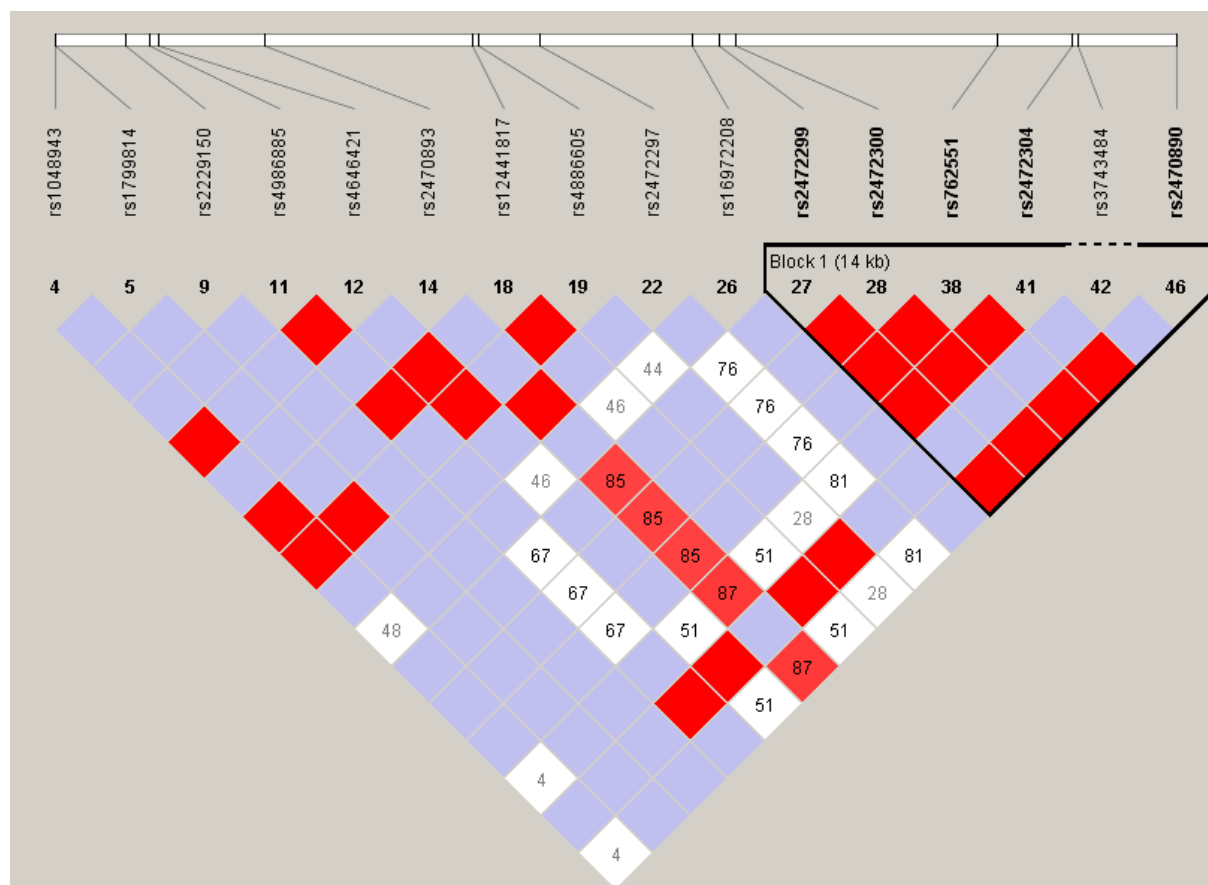 rs1048943
rs1799814
rs2229150
rs4986885
rs4646421
rs2470893
rs12441817
rs4886605
rs2472297
rs16972208
rs2472299
rs2472300
rs762551
rs2472304
rs3743484
rs2470890
Block 1 (14 kb)
4 5 9 11 12 14 18 19 22 26 27 28 38 41 42 46
44 76
46 76
76
46 85 81
85 28
67 85 51 81
67 87 28
48 67 51 51
87
51
4
4